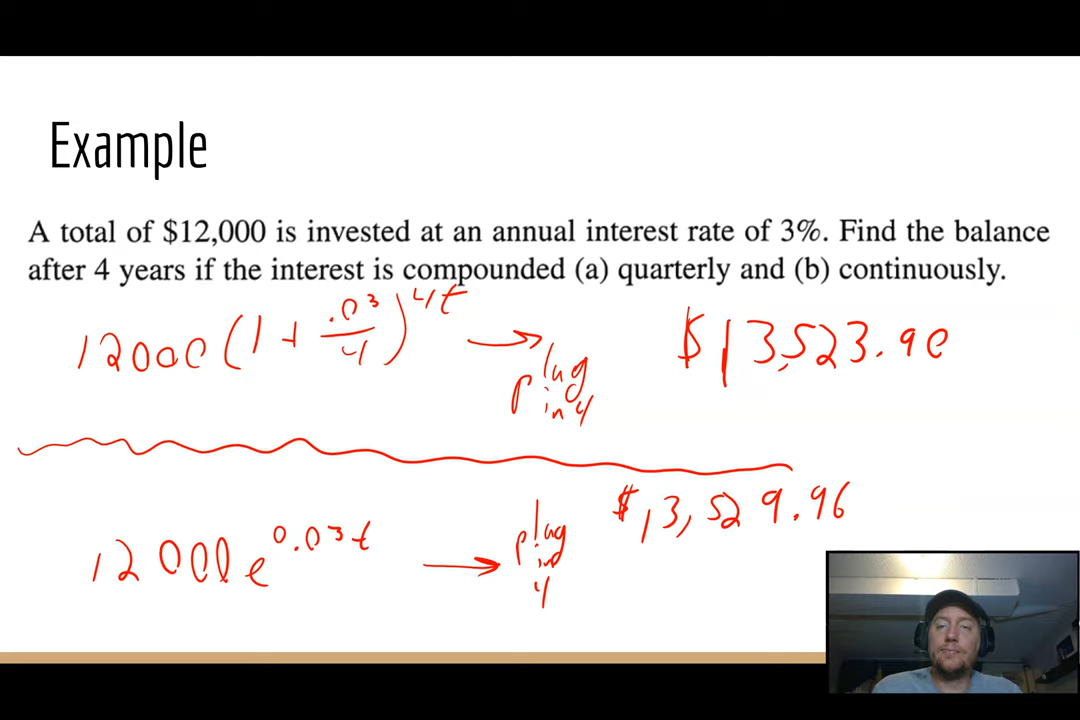 Example
A total of $12,000 is invested at an annual interest rate of 3%. Find the balance
after 4 years if the interest is compounded (a) quarterly and (b) continuously.
12000 (1 + .03/4)^4t → plug in 4 $13,523.90
12000e^0.03t → plug in 4 $13,529.96